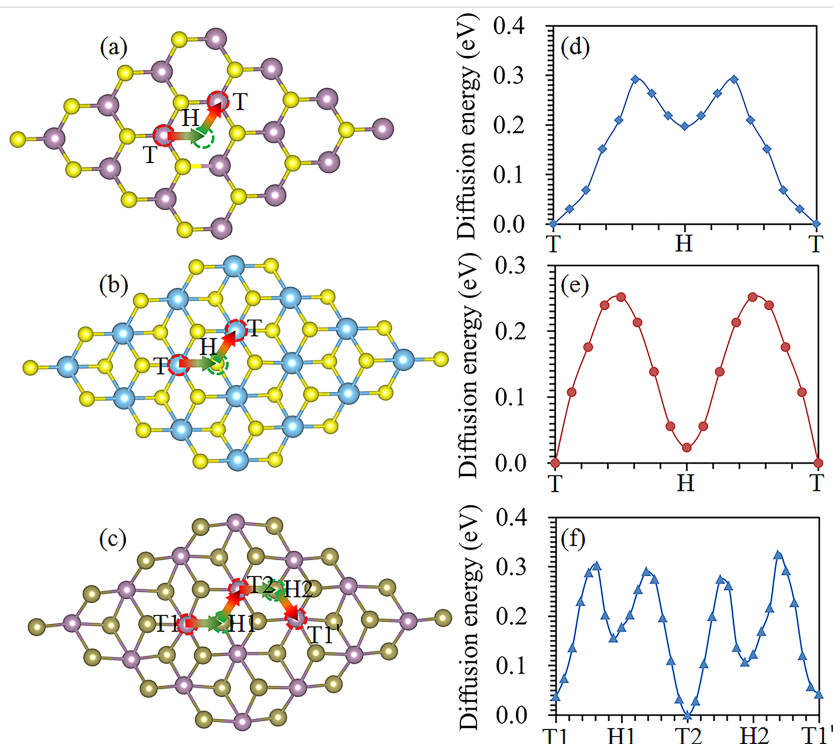 (a)
T
H
T
(b)
T
H
T
(c)
T1
H1
T2
H2
T1'
Diffusion energy (eV)
0.4
0.3
0.2
0.1
0.0
(d)
T H T
Diffusion energy (eV)
0.3
0.2
0.1
0.0
(e)
T H T
Diffusion energy (eV)
0.4
0.3
0.2
0.1
0.0
(f)
T1 H1 T2 H2 T1'